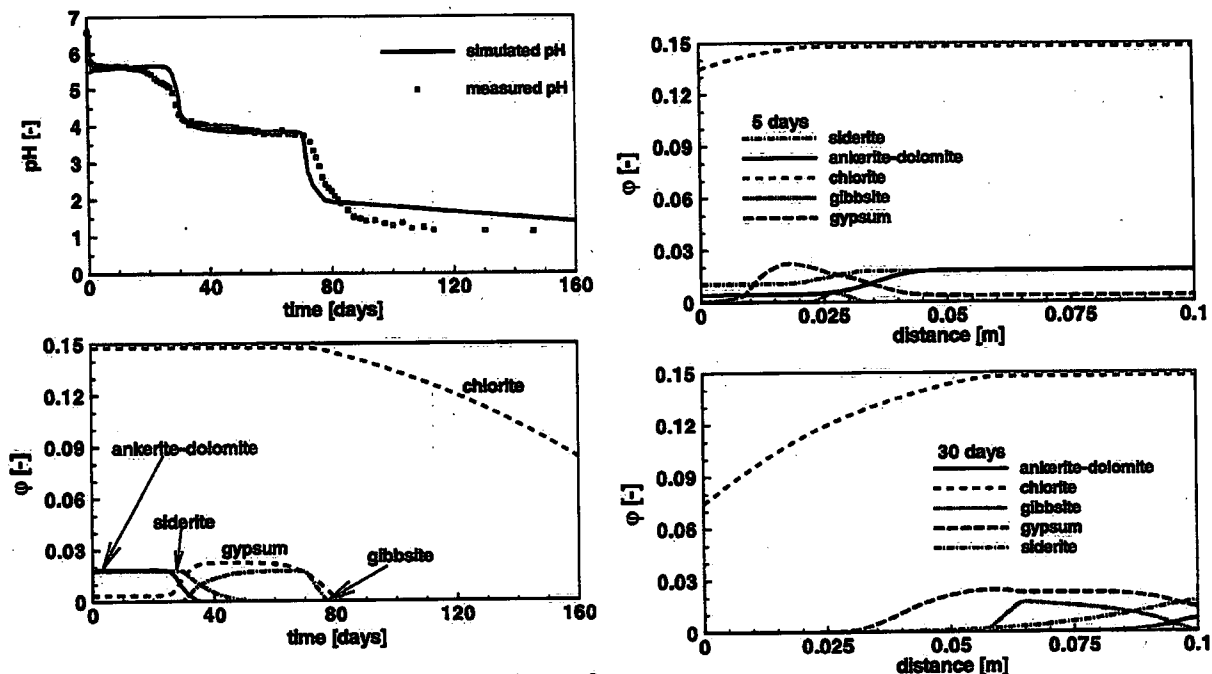 7
6
5
4
3
2
1
0
pH [-]
simulated pH
measured pH
0
40
80
120
160
time [days]
0.15
0.12
0.09
0.06
0.03
0
φ [-]
5 days
siderite
ankerite-dolomite
chlorite
gibbsite
gypsum
0
0.025
0.05
0.075
0.1
distance [m]
0.15
0.12
0.09
0.06
0.03
0
φ [-]
chlorite
ankerite-dolomite
siderite
gypsum
gibbsite
0
40
80
120
160
time [days]
0.15
0.12
0.09
0.06
0.03
0
φ [-]
30 days
ankerite-dolomite
chlorite
gibbsite
gypsum
siderite
0
0.025
0.05
0.075
0.1
distance [m]